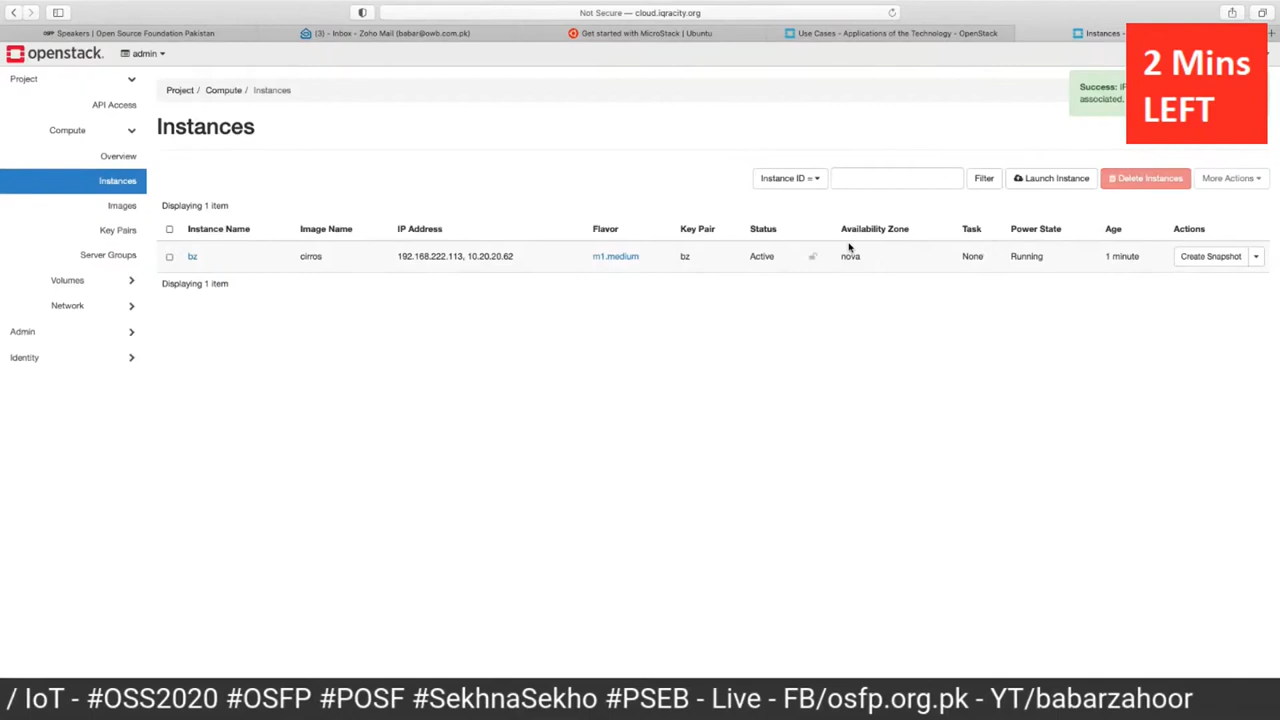 Not Secure — cloud.iqracity.org
Speakers | Open Source Foundation Pakistan
(3) - Inbox - Zoho Mail (babar@owb.com.pk)
Get started with MicroStack | Ubuntu
Use Cases - Applications of the Technology - OpenStack
Instances -
openstack.
admin
2 Mins
LEFT
Project
API Access
Compute
Overview
Instances
Images
Key Pairs
Server Groups
Volumes
Network
Admin
Identity
Project / Compute / Instances
Success:
associated.
Instances
Instance ID =
Filter
Launch Instance
Delete Instances
More Actions
Displaying 1 item
Instance Name Image Name IP Address Flavor Key Pair Status Availability Zone Task Power State Age Actions
bz cirros 192.168.222.113, 10.20.20.62 m1.medium bz Active nova None Running 1 minute Create Snapshot
Displaying 1 item
/ IoT - #OSS2020 #OSFP #POSF #SekhnaSekho #PSEB - Live - FB/osfp.org.pk - YT/babarzahoor